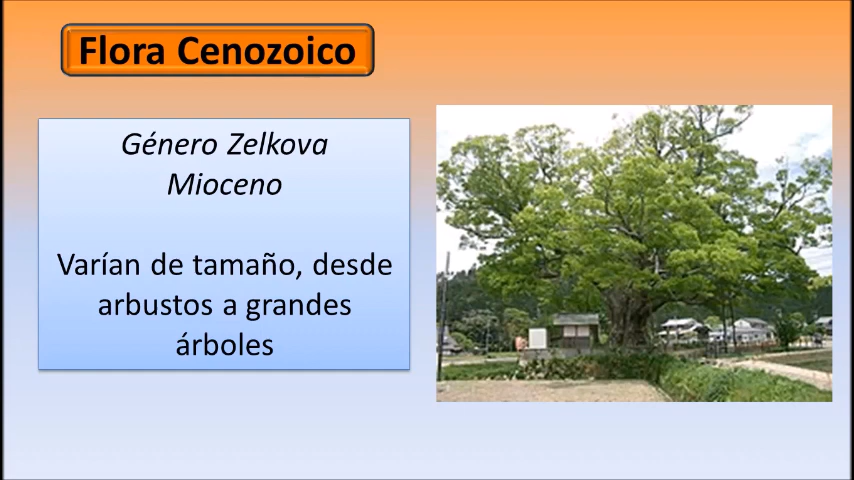 Flora Cenozoico
Género Zelkova
Mioceno
Varían de tamaño, desde
arbustos a grandes
árboles